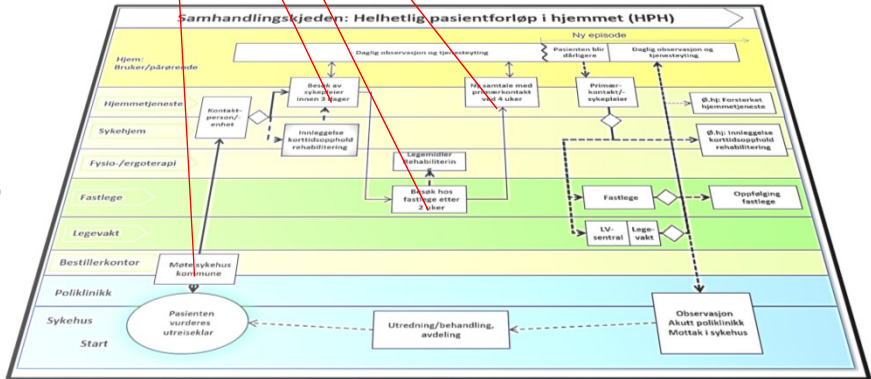 Samhandlingskjeden: Helhetlig pasientforløp i hjemmet (HPH)
Ny episode
Hjem:
Bruker/pårørende
Daglig observasjon og tjenesteyting
Pasienten blir
dårligere
Daglig observasjon og
tjenesteyting
Hjemmetjeneste
Kontakt-
person/-
enhet
Besøk av
sykepleier
innen 3 dager
Ny samtale med
primærkontakt
ved 4 uker
Primær-
kontakt/-
sykepleier
Ø.hj: Forsterket
hjemmetjeneste
Sykehjem
Innleggelse
korttidsopphold
rehabilitering
Ø.hj: Innleggelse
korttidsopphold
rehabilitering
Fysio-/ergoterapi
Legemidler
Rehabiliterin
Fastlege
Besøk hos
fastlege etter
2 uker
Fastlege
Oppfølging
fastlege
Legevakt
LV-
sentral
Lege-
vakt
Bestillerkontor
Møte sykehus
kommune
Poliklinikk
Sykehus
Start
Pasienten
vurderes
utreiseklar
Utredning/behandling,
avdeling
Observasjon
Akutt poliklinikk
Mottak i sykehus